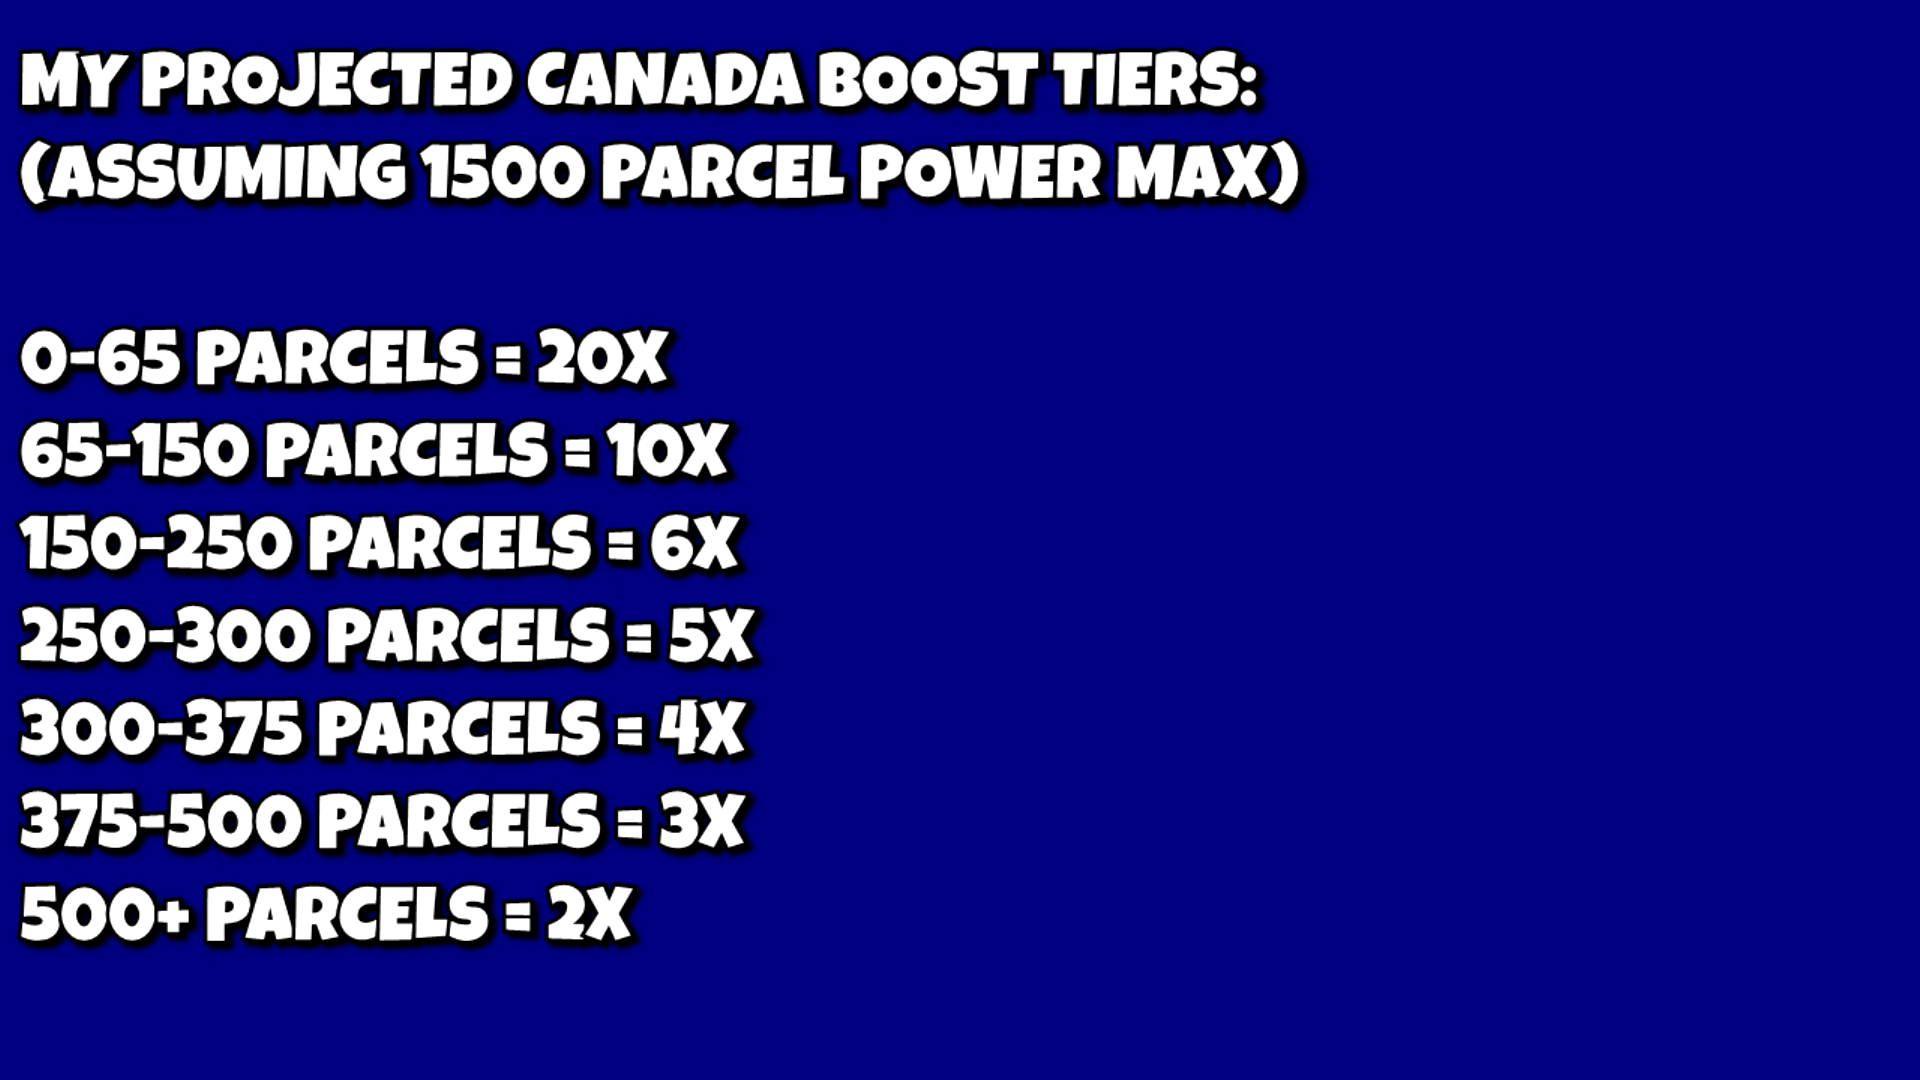 MY PROJECTED CANADA BOOST TIERS:
(ASSUMING 1500 PARCEL POWER MAX)
0-65 PARCELS = 20X
65-150 PARCELS = 10X
150-250 PARCELS = 6X
250-300 PARCELS = 5X
300-375 PARCELS = 4X
375-500 PARCELS = 3X
500+ PARCELS = 2X